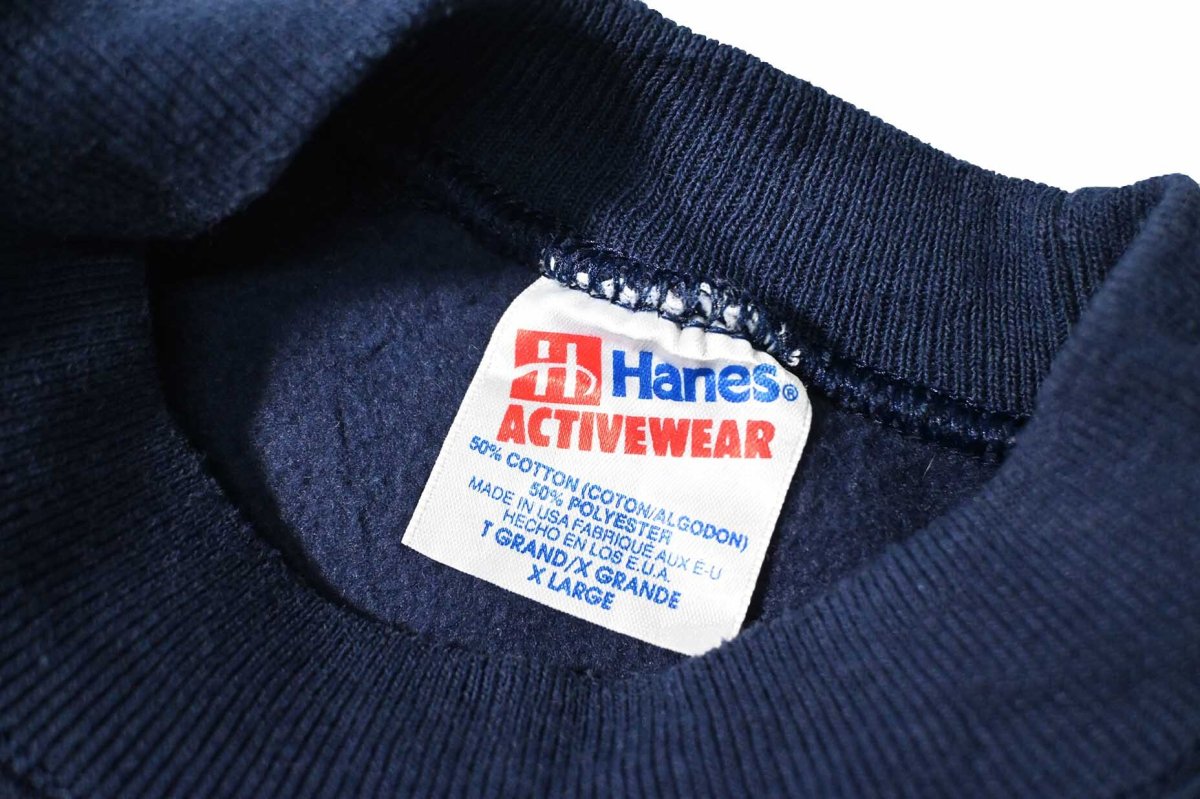 H Hanes®
ACTIVEWEAR
50% COTTON (COTON/ALGODON)
50% POLYESTER
MADE IN USA FABRIQUÉ AUX E-U
HECHO EN LOS E.U.A.
T GRAND/X GRANDE
X LARGE